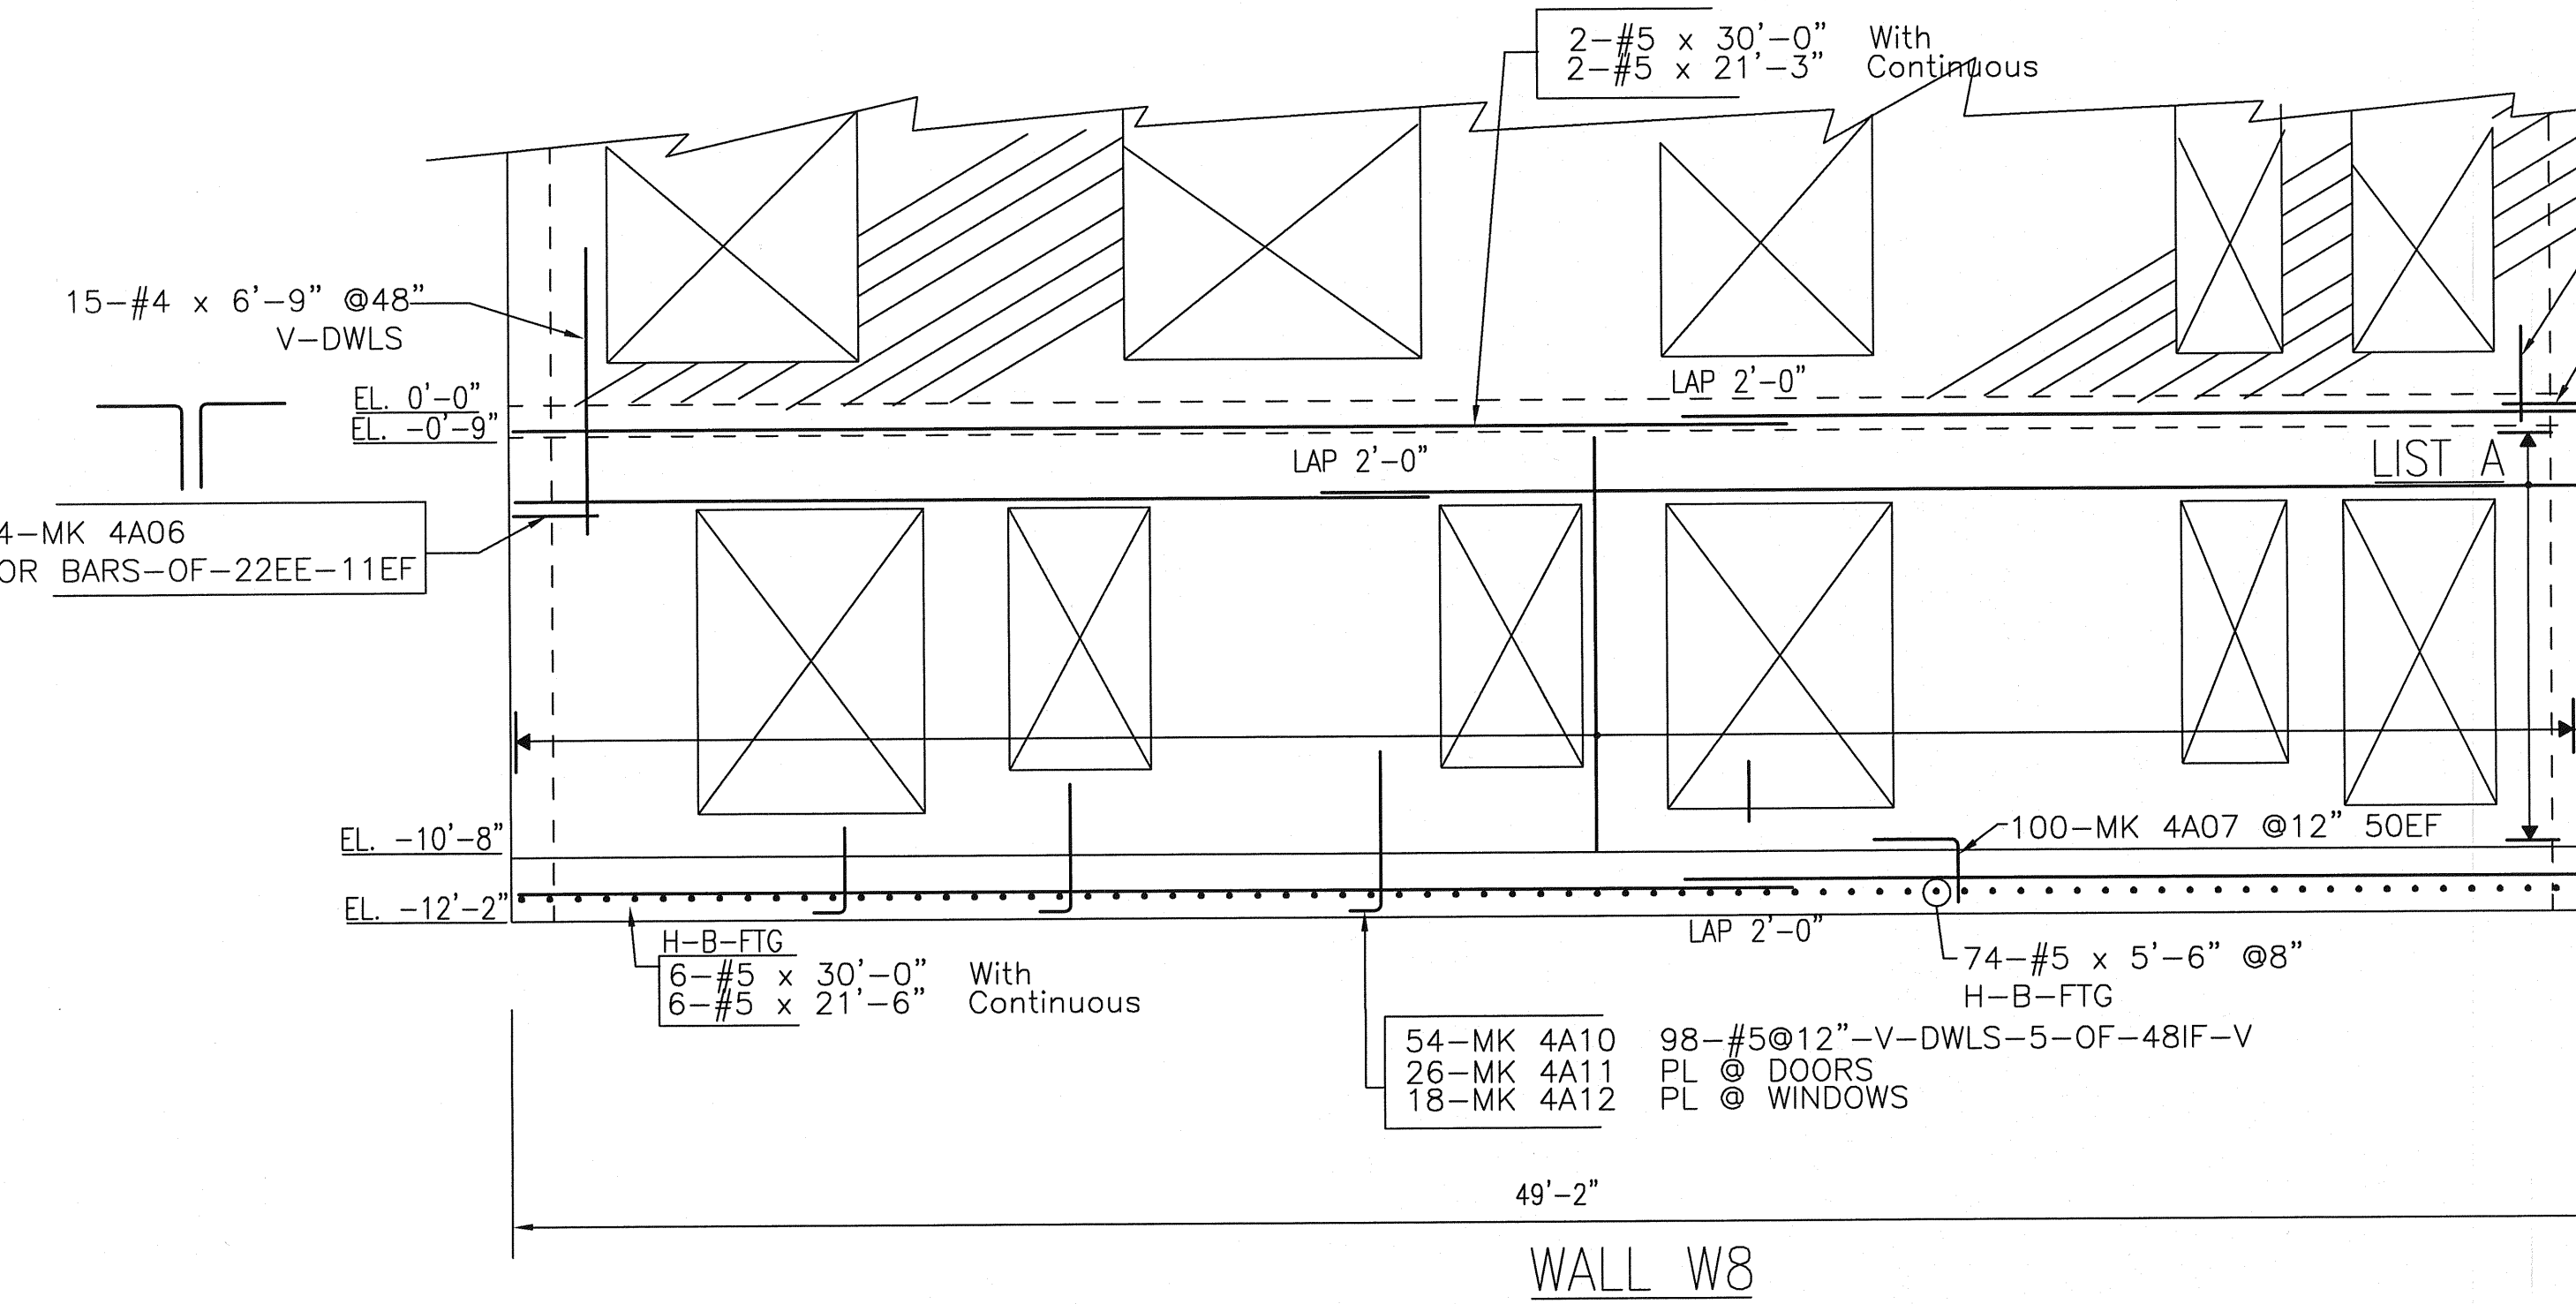 2-#5 x 30'-0" With
2-#5 x 21'-3" Continuous
15-#4 x 6'-9" @48"
V-DWLS
LAP 2'-0"
EL. 0'-0"
EL. -0'-9"
LAP 2'-0"
LIST A
4-MK 4A06
OR BARS-OF-22EE-11EF
EL. -10'-8"
100-MK 4A07 @12" 50EF
EL. -12'-2"
LAP 2'-0"
H-B-FTG
6-#5 x 30'-0" With
6-#5 x 21'-6" Continuous
74-#5 x 5'-6" @8"
H-B-FTG
54-MK 4A10 98-#5@12"-V-DWLS-5-OF-48IF-V
26-MK 4A11 PL @ DOORS
18-MK 4A12 PL @ WINDOWS
49'-2"
WALL W8